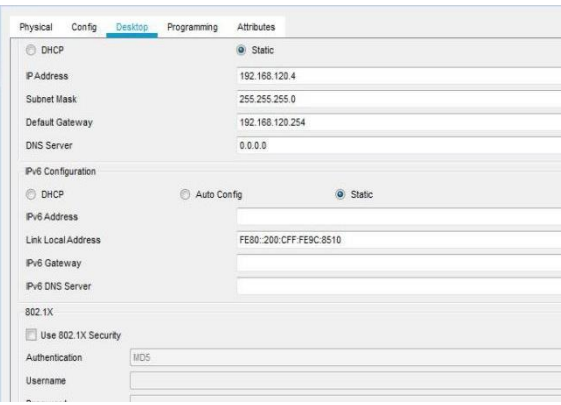 Physical Config Desktop Programming Attributes
DHCP Static
IP Address 192.168.120.4
Subnet Mask 255.255.255.0
Default Gateway 192.168.120.254
DNS Server 0.0.0.0
IPv6 Configuration
DHCP Auto Config Static
IPv6 Address
Link Local Address FE80::200:CFF:FE9C:8510
IPv6 Gateway
IPv6 DNS Server
802.1X
Use 802.1X Security
Authentication MD5
Username